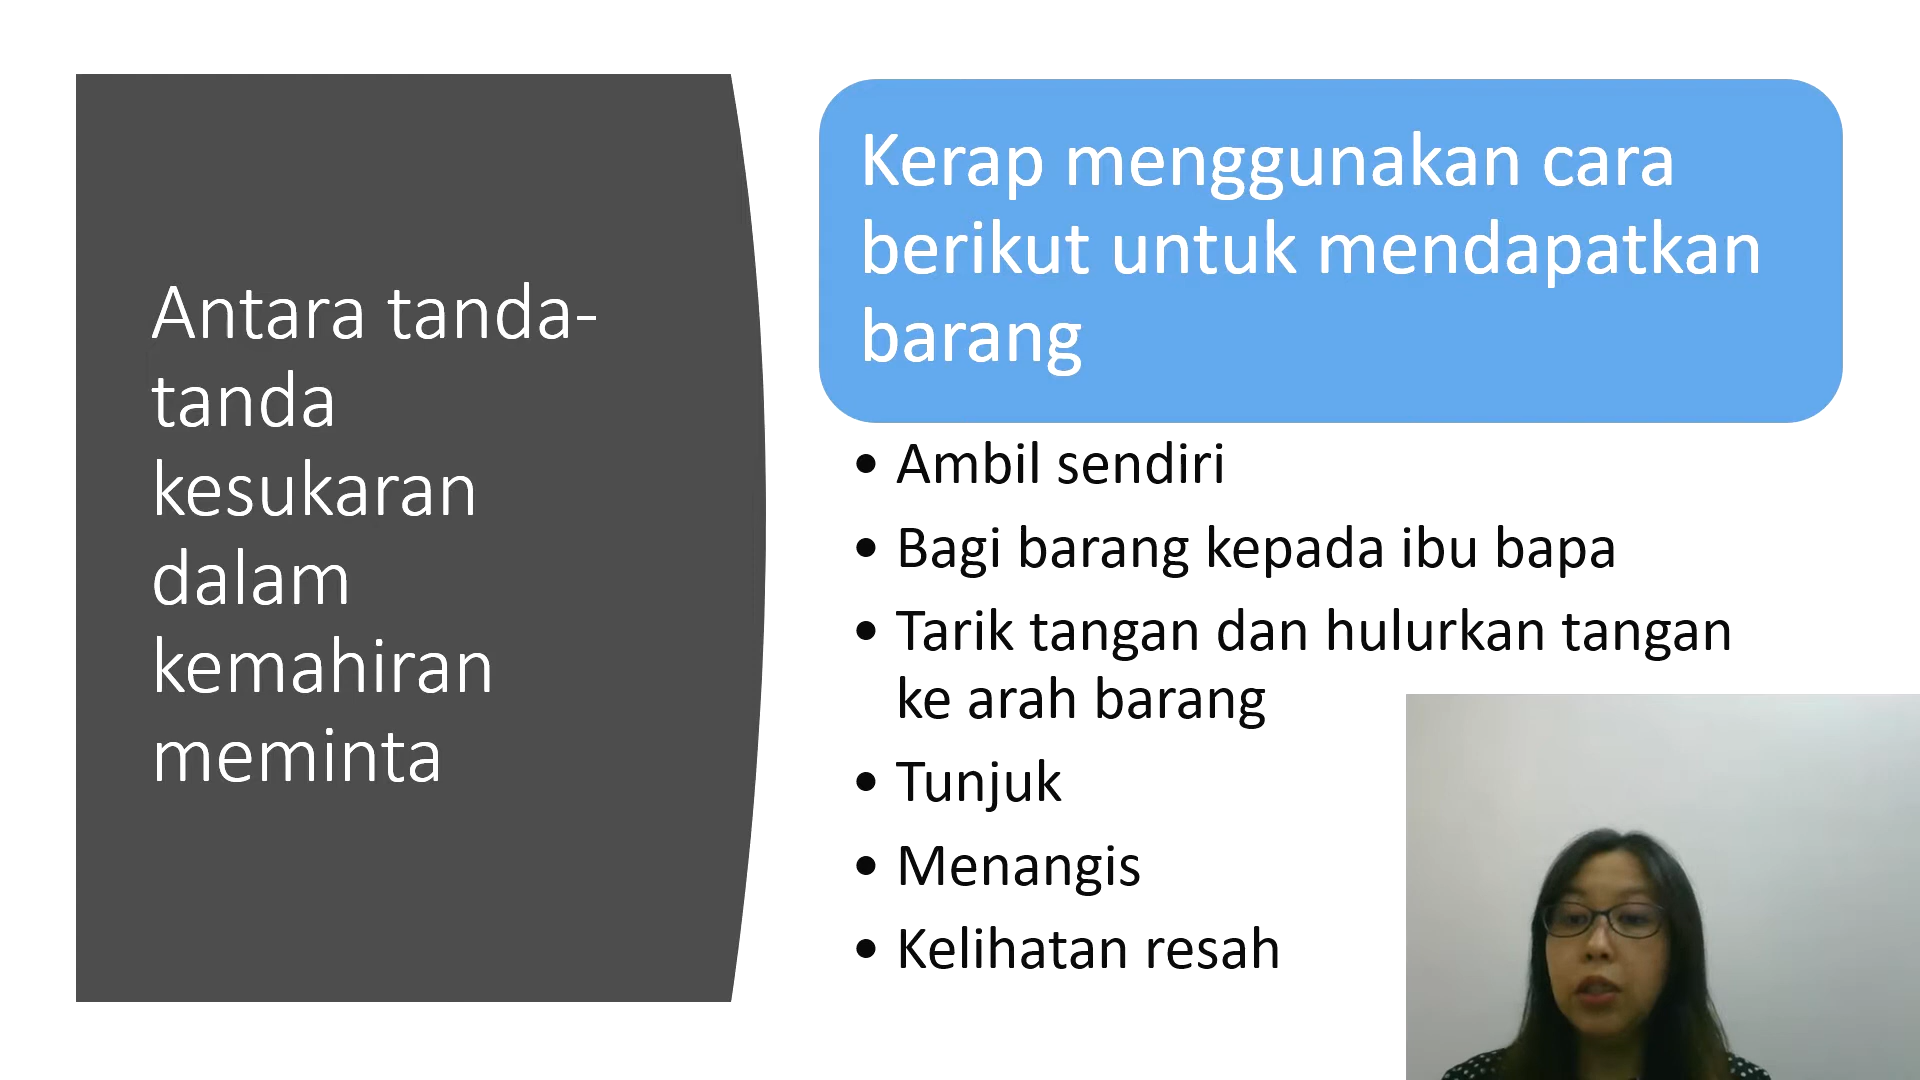 Antara tanda-
tanda
kesukaran
dalam
kemahiran
meminta
Kerap menggunakan cara
berikut untuk mendapatkan
barang
• Ambil sendiri
• Bagi barang kepada ibu bapa
• Tarik tangan dan hulurkan tangan
ke arah barang
• Tunjuk
• Menangis
• Kelihatan resah